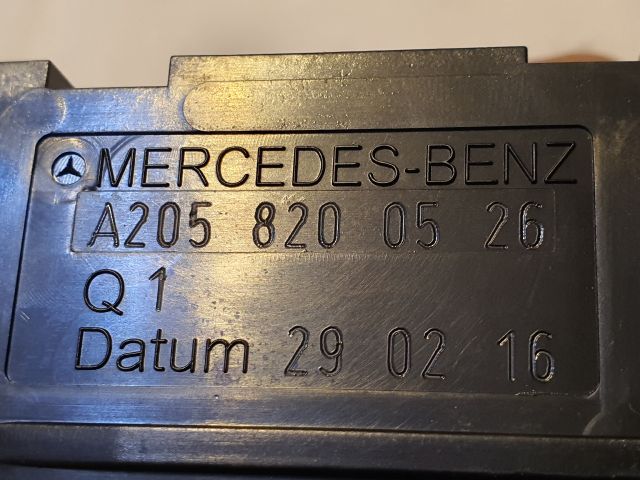 MERCEDES-BENZ
A205 820 05 26
Q 1
Datum 29 02 16